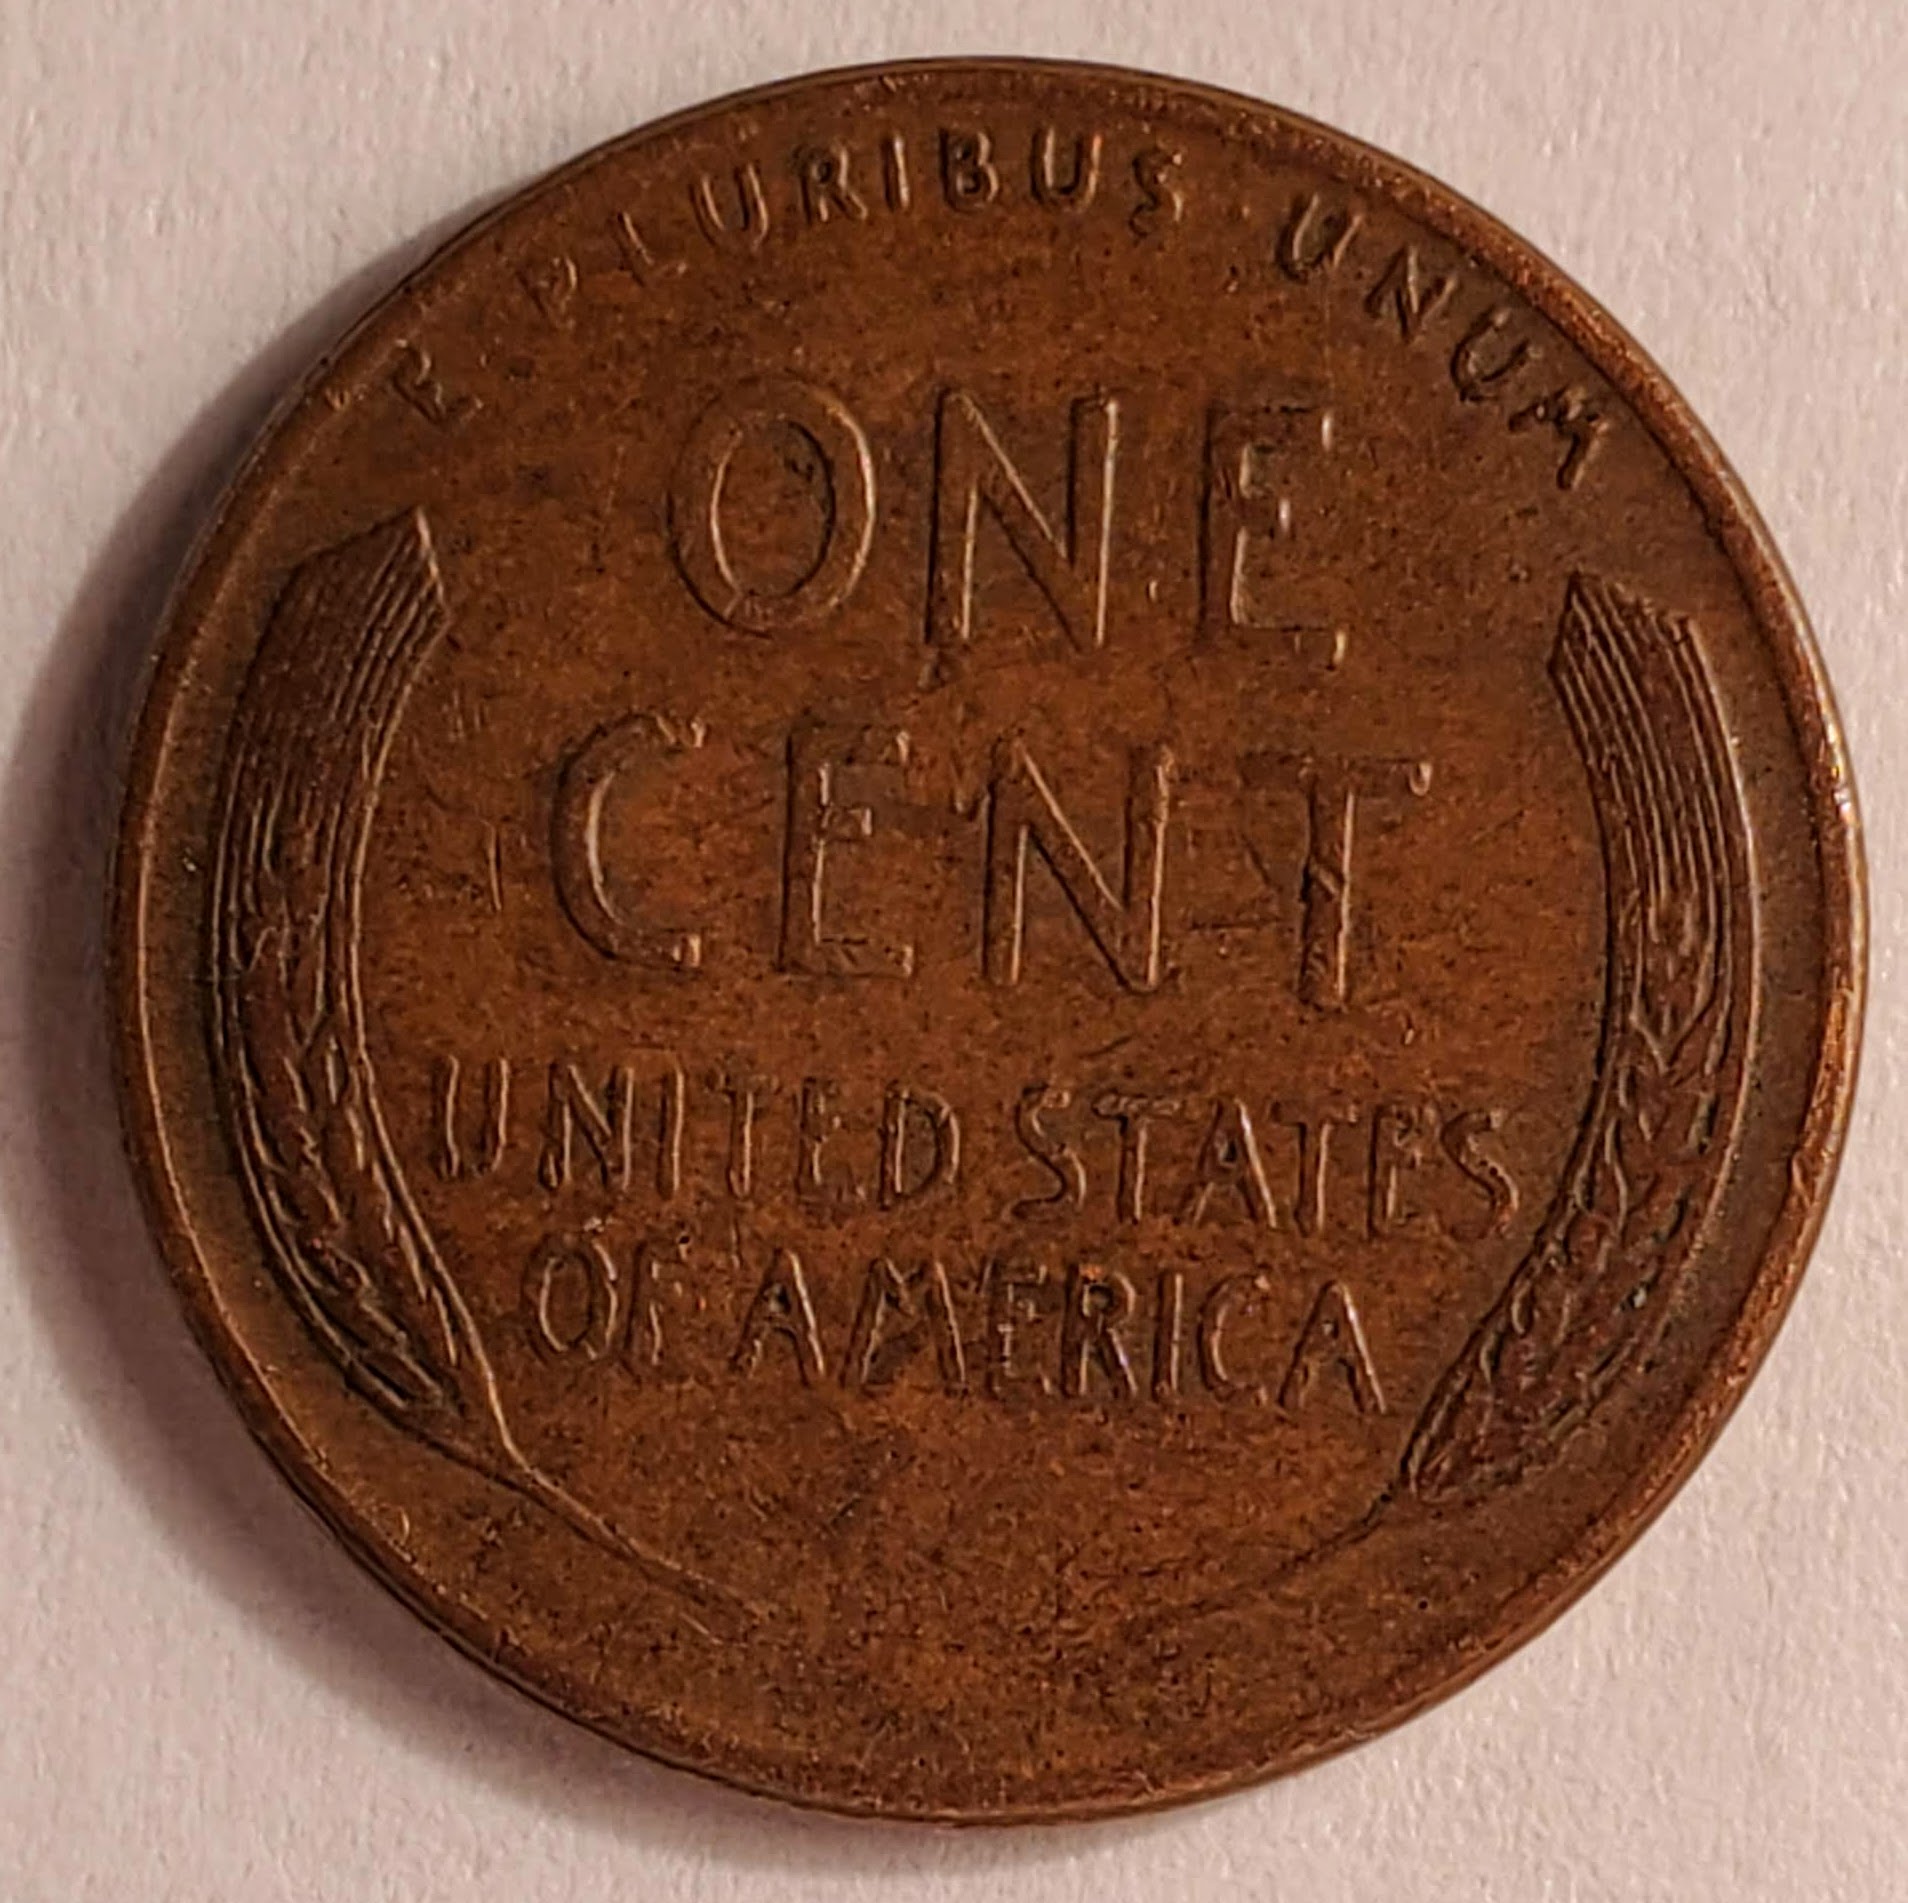 E · PLURIBUS · UNUM
ONE
CENT
UNITED STATES
OF AMERICA